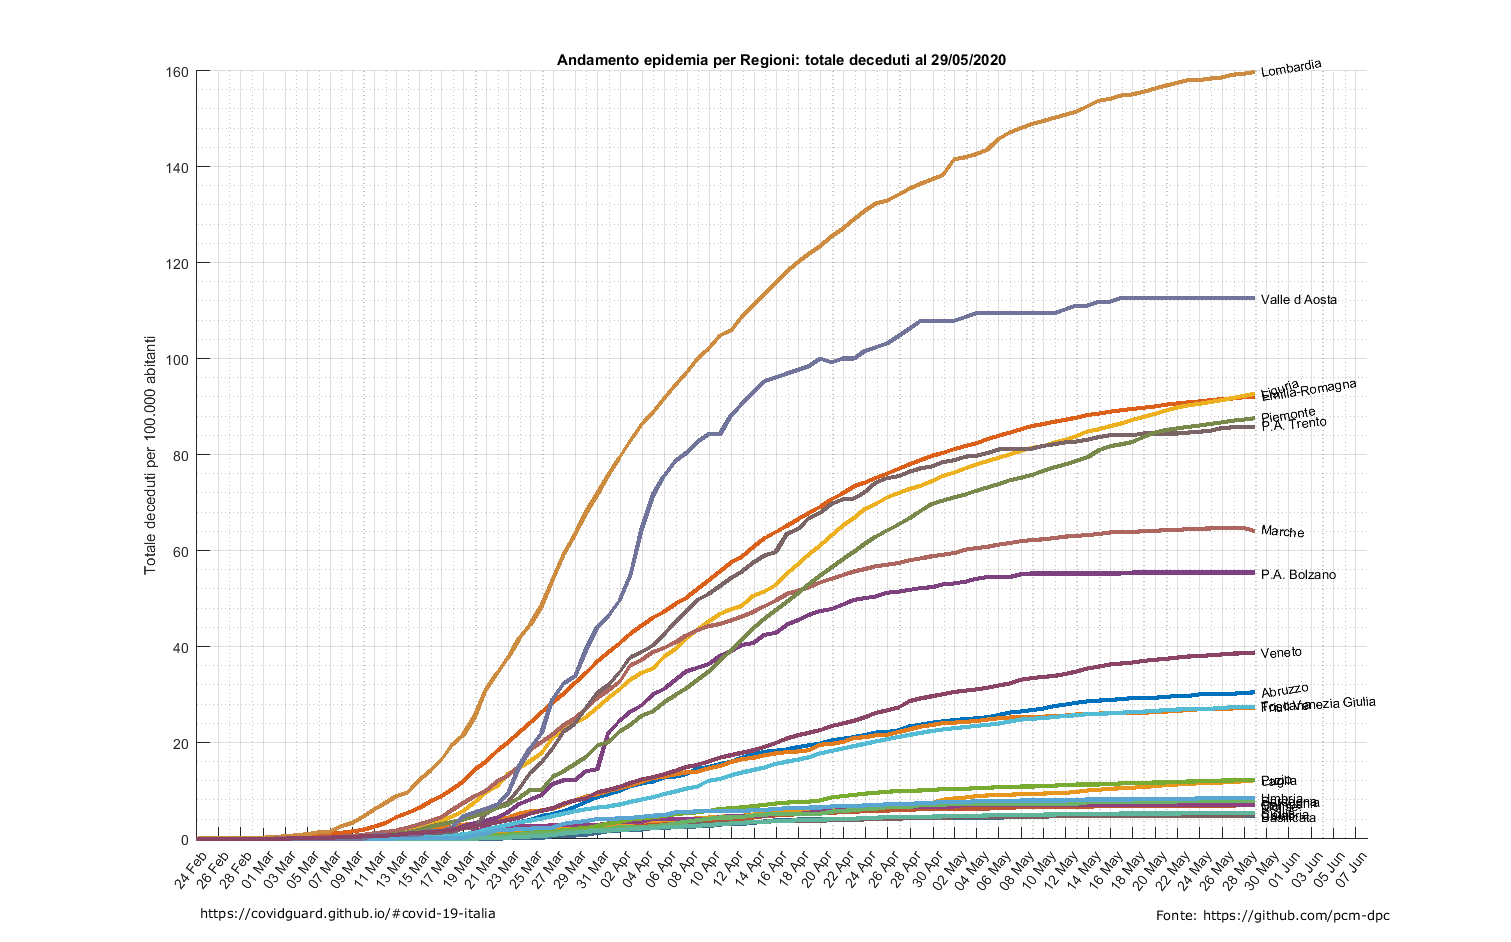 Andamento epidemia per Regioni: totale deceduti al 29/05/2020
Totale deceduti per 100.000 abitanti
160
140
120
100
80
60
40
20
0
Lombardia
Valle d Aosta
Liguria
Emilia-Romagna
Piemonte
P.A. Trento
Marche
P.A. Bolzano
Veneto
Abruzzo
Friuli Venezia Giulia
Basilicata
24 Feb
26 Feb
28 Feb
01 Mar
03 Mar
05 Mar
07 Mar
09 Mar
11 Mar
13 Mar
15 Mar
17 Mar
19 Mar
21 Mar
23 Mar
25 Mar
27 Mar
29 Mar
31 Mar
02 Apr
04 Apr
06 Apr
08 Apr
10 Apr
12 Apr
14 Apr
16 Apr
18 Apr
20 Apr
22 Apr
24 Apr
26 Apr
28 Apr
30 Apr
02 May
04 May
06 May
08 May
10 May
12 May
14 May
16 May
18 May
20 May
22 May
24 May
26 May
28 May
30 May
01 Jun
03 Jun
05 Jun
07 Jun
https://covidguard.github.io/#covid-19-italia
Fonte: https://github.com/pcm-dpc